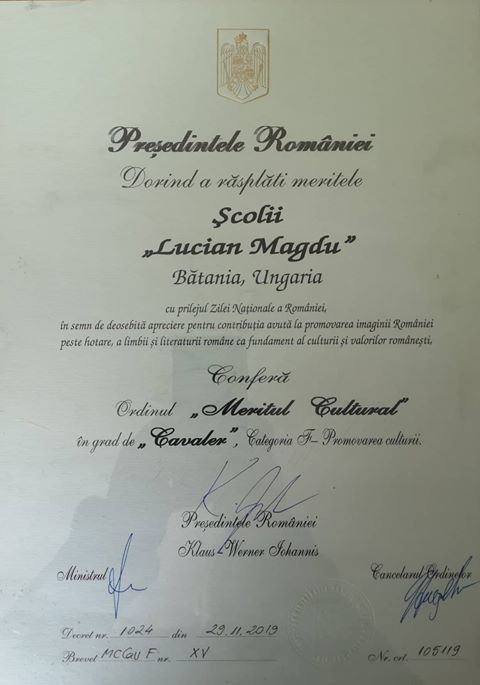 Președintele României
Dorind a răsplăti meritele
Școlii
„Lucian Magdu”
Bătania, Ungaria
cu prilejul Zilei Naționale a României,
în semn de deosebită apreciere pentru contribuția avută la promovarea imaginii României
peste hotare, a limbii și literaturii române ca fundament al culturii și valorilor românești,
Conferă
Ordinul „Meritul Cultural”
în grad de „Cavaler”, Categoria F– Promovarea culturii.
Președintele României
Klaus Werner Iohannis
Ministrul
Cancelarul Ordinelor
Decret nr. 1024 din 29.11.2019
Brevet MCCav F nr. XV
Nr. crt. 105119